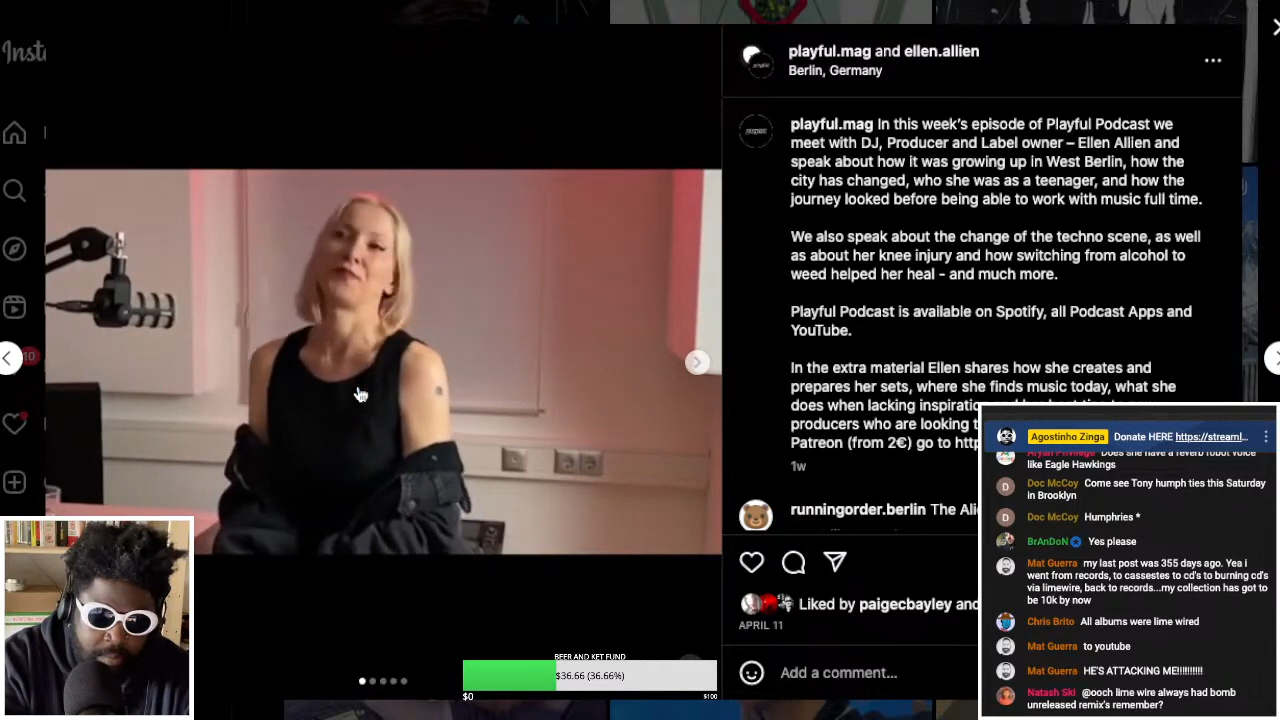 Inst
playful.mag and ellen.allien
Berlin, Germany
playful.mag In this week's episode of Playful Podcast we
meet with DJ, Producer and Label owner – Ellen Allien and
speak about how it was growing up in West Berlin, how the
city has changed, who she was as a teenager, and how the
journey looked before being able to work with music full time.
We also speak about the change of the techno scene, as well
as about her knee injury and how switching from alcohol to
weed helped her heal - and much more.
Playful Podcast is available on Spotify, all Podcast Apps and
YouTube.
In the extra material Ellen shares how she creates and
prepares her sets, where she finds music today, what she
does when lacking inspiratio
producers who are looking t
Patreon (from 2€) go to http
1w
runningorder.berlin The Alie
Liked by paigecbayley and
APRIL 11
Add a comment...
10
BEER AND KET FUND
$36.66 (36.66%)
$0
$100
Agostinho Zinga Donate HERE https://streaml...
Aryan Privilege Does she have a reverb robot voice
like Eagle Hawkings
Doc McCoy Come see Tony humph ties this Saturday
in Brooklyn
Doc McCoy Humphries *
BrAnDoN Yes please
Mat Guerra my last post was 355 days ago. Yea i
went from records, to cassestes to cd's to burning cd's
via limewire, back to records...my collection has got to
be 10k by now
Chris Brito All albums were lime wired
Mat Guerra to youtube
Mat Guerra HE'S ATTACKING ME!!!!!!!!!!
Natash Ski @ooch lime wire always had bomb
unreleased remix's remember?